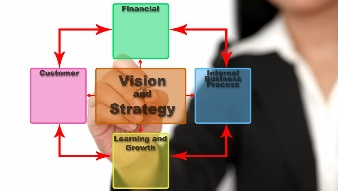 Financial
Customer
Vision
and
Strategy
Internal
Business
Process
Learning and
Growth